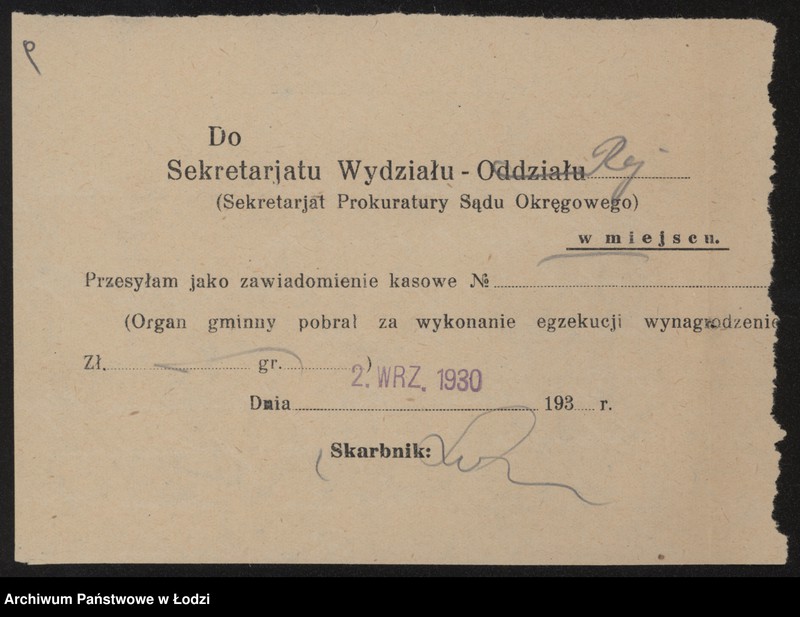 Do
Sekretarjatu Wydziału - Oddziału Rej
(Sekretarjat Prokuratury Sądu Okręgowego)
w miejscu.
Przesyłam jako zawiadomienie kasowe №
(Organ gminny pobrał za wykonanie egzekucji wynagrodzenie
Zł. gr. )
2. WRZ. 1930
Dnia 193 r.
Skarbnik:
Archiwum Państwowe w Łodzi